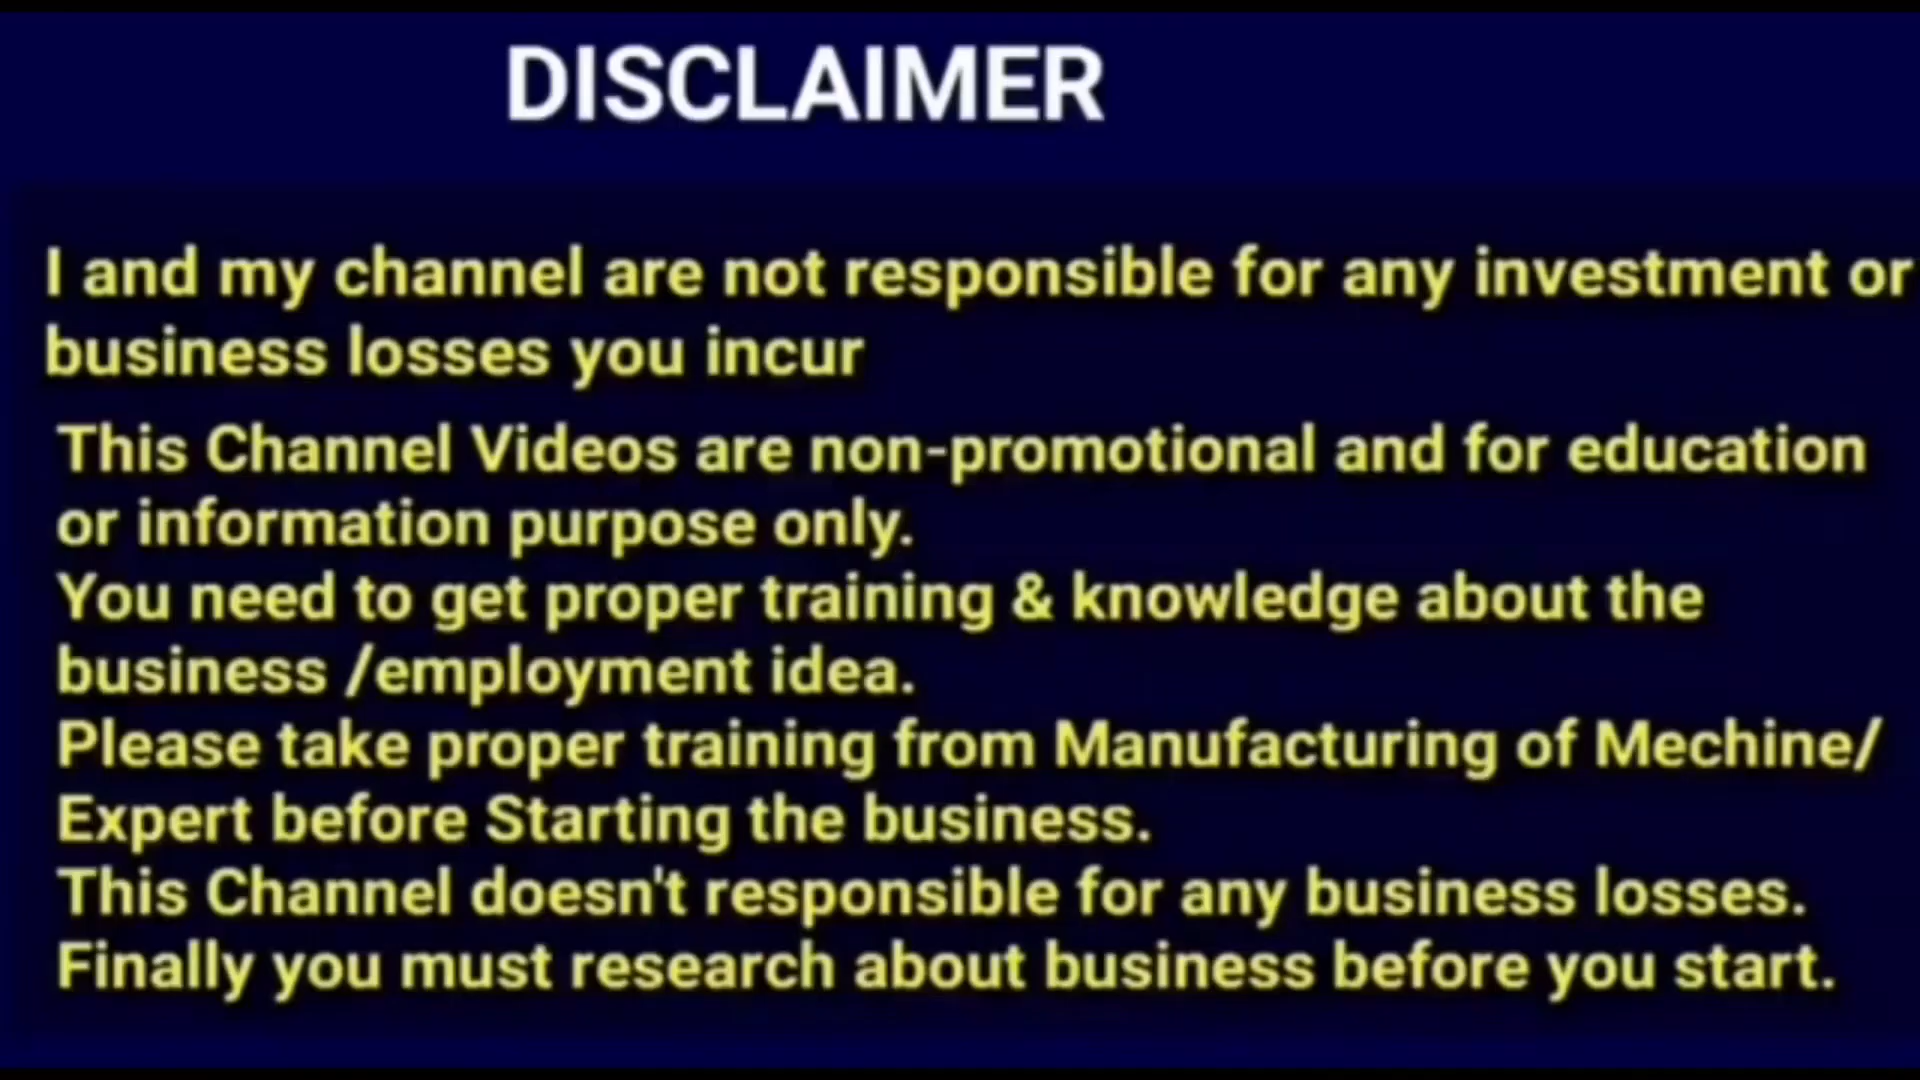 DISCLAIMER
I and my channel are not responsible for any investment or
business losses you incur
This Channel Videos are non-promotional and for education
or information purpose only.
You need to get proper training & knowledge about the
business /employment idea.
Please take proper training from Manufacturing of Mechine/
Expert before Starting the business.
This Channel doesn't responsible for any business losses.
Finally you must research about business before you start.